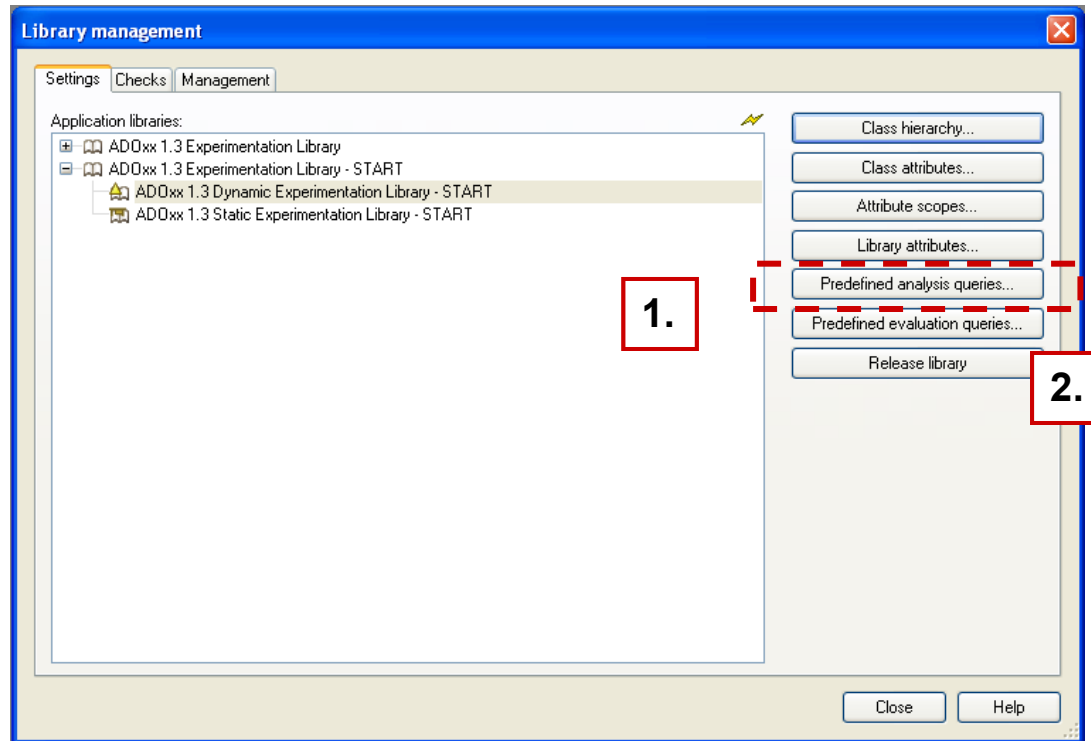 Library management
Settings
Checks
Management
Application libraries:
ADOxx 1.3 Experimentation Library
ADOxx 1.3 Experimentation Library - START
ADOxx 1.3 Dynamic Experimentation Library - START
ADOxx 1.3 Static Experimentation Library - START
1.
Class hierarchy...
Class attributes...
Attribute scopes...
Library attributes...
Predefined analysis queries...
Predefined evaluation queries...
Release library
2.
Close
Help